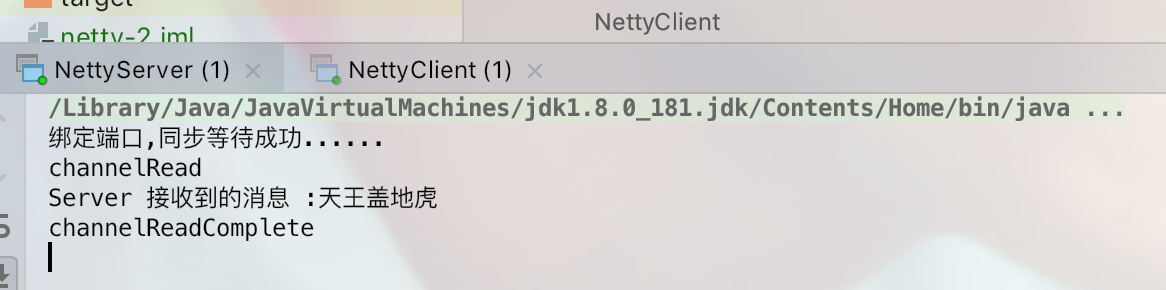 target
netty-2.iml
NettyClient
NettyServer (1)
NettyClient (1)
/Library/Java/JavaVirtualMachines/jdk1.8.0_181.jdk/Contents/Home/bin/java ...
绑定端口,同步等待成功......
channelRead
Server 接收到的消息 :天王盖地虎
channelReadComplete